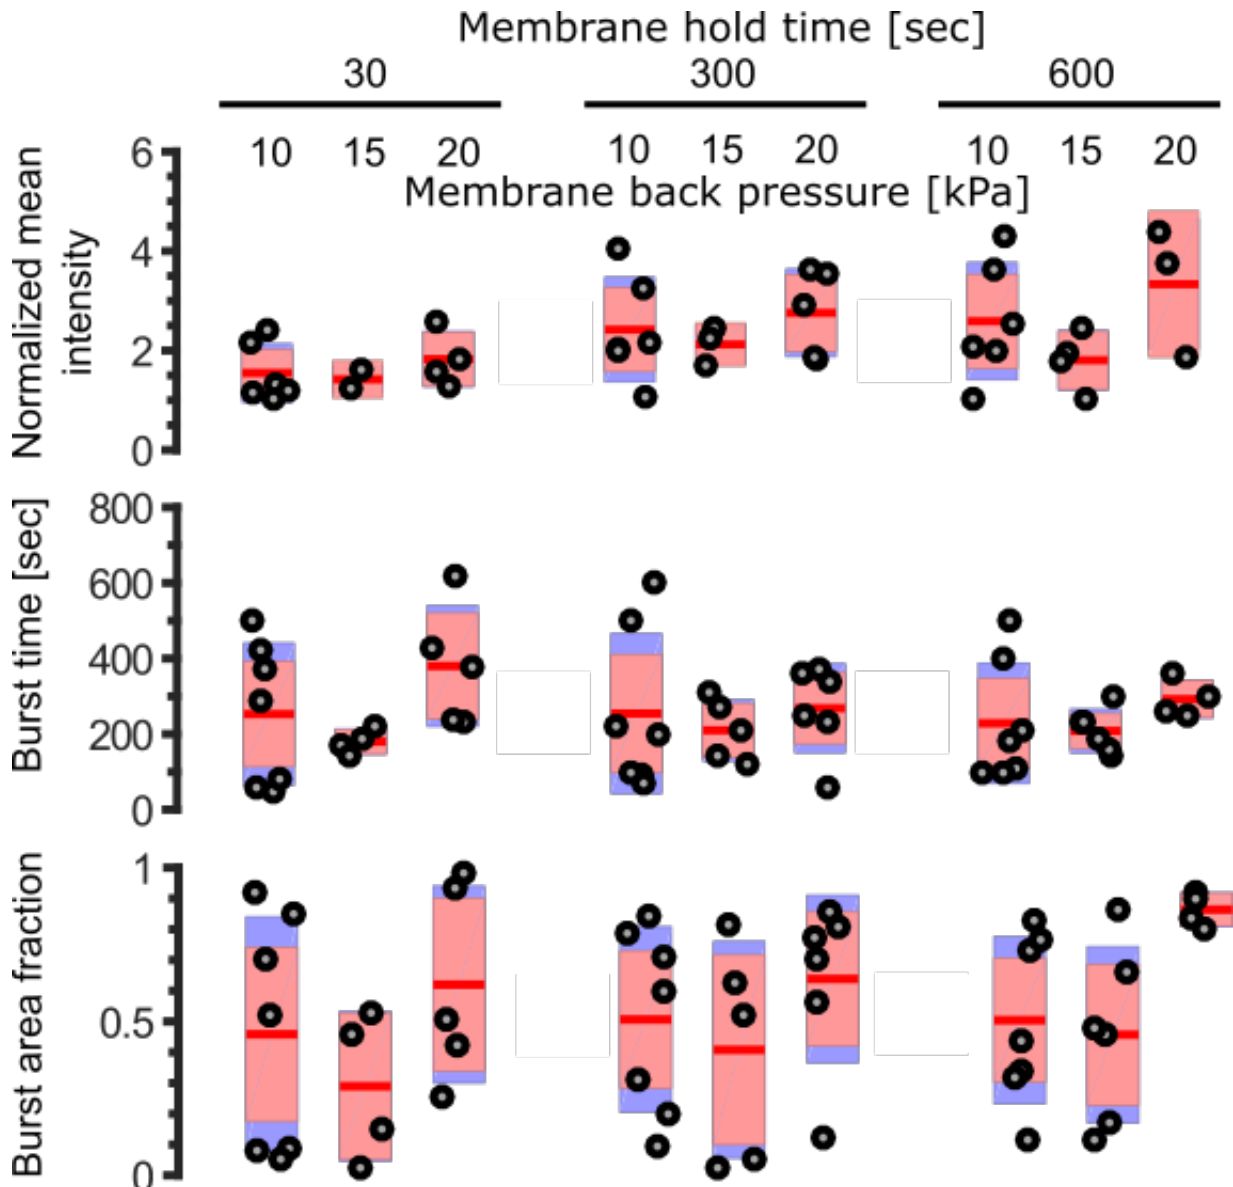 Membrane hold time [sec]
30 300 600
10 15 20 10 15 20 10 15 20
Membrane back pressure [kPa]
Normalized mean
intensity
6
4
2
0
Burst time [sec]
800
600
400
200
0
Burst area fraction
1
0.5
0